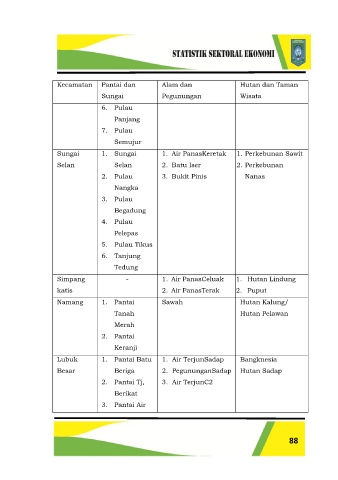 STATISTIK SEKTORAL EKONOMI
Kecamatan Pantai dan Sungai Alam dan Pegunungan Hutan dan Taman Wisata
6. Pulau Panjang
7. Pulau Semujur
Sungai Selan
1. Sungai Selan
2. Pulau Nangka
3. Pulau Begadung
4. Pulau Pelepas
5. Pulau Tikus
6. Tanjung Tedung
1. Air PanasKeretak
2. Batu Iser
3. Bukit Pinis
1. Perkebunan Sawit
2. Perkebunan Nanas
Simpang katis
-
1. Air PanasCeluak
2. Air PanasTerak
1. Hutan Lindung
2. Puput
Namang
1. Pantai Tanah Merah
2. Pantai Keranji
Sawah
Hutan Kalung/
Hutan Pelawan
Lubuk Besar
1. Pantai Batu Beriga
2. Pantai Tj, Berikat
3. Pantai Air
1. Air TerjunSadap
2. PegununganSadap
3. Air TerjunC2
Bangknesia
Hutan Sadap
88